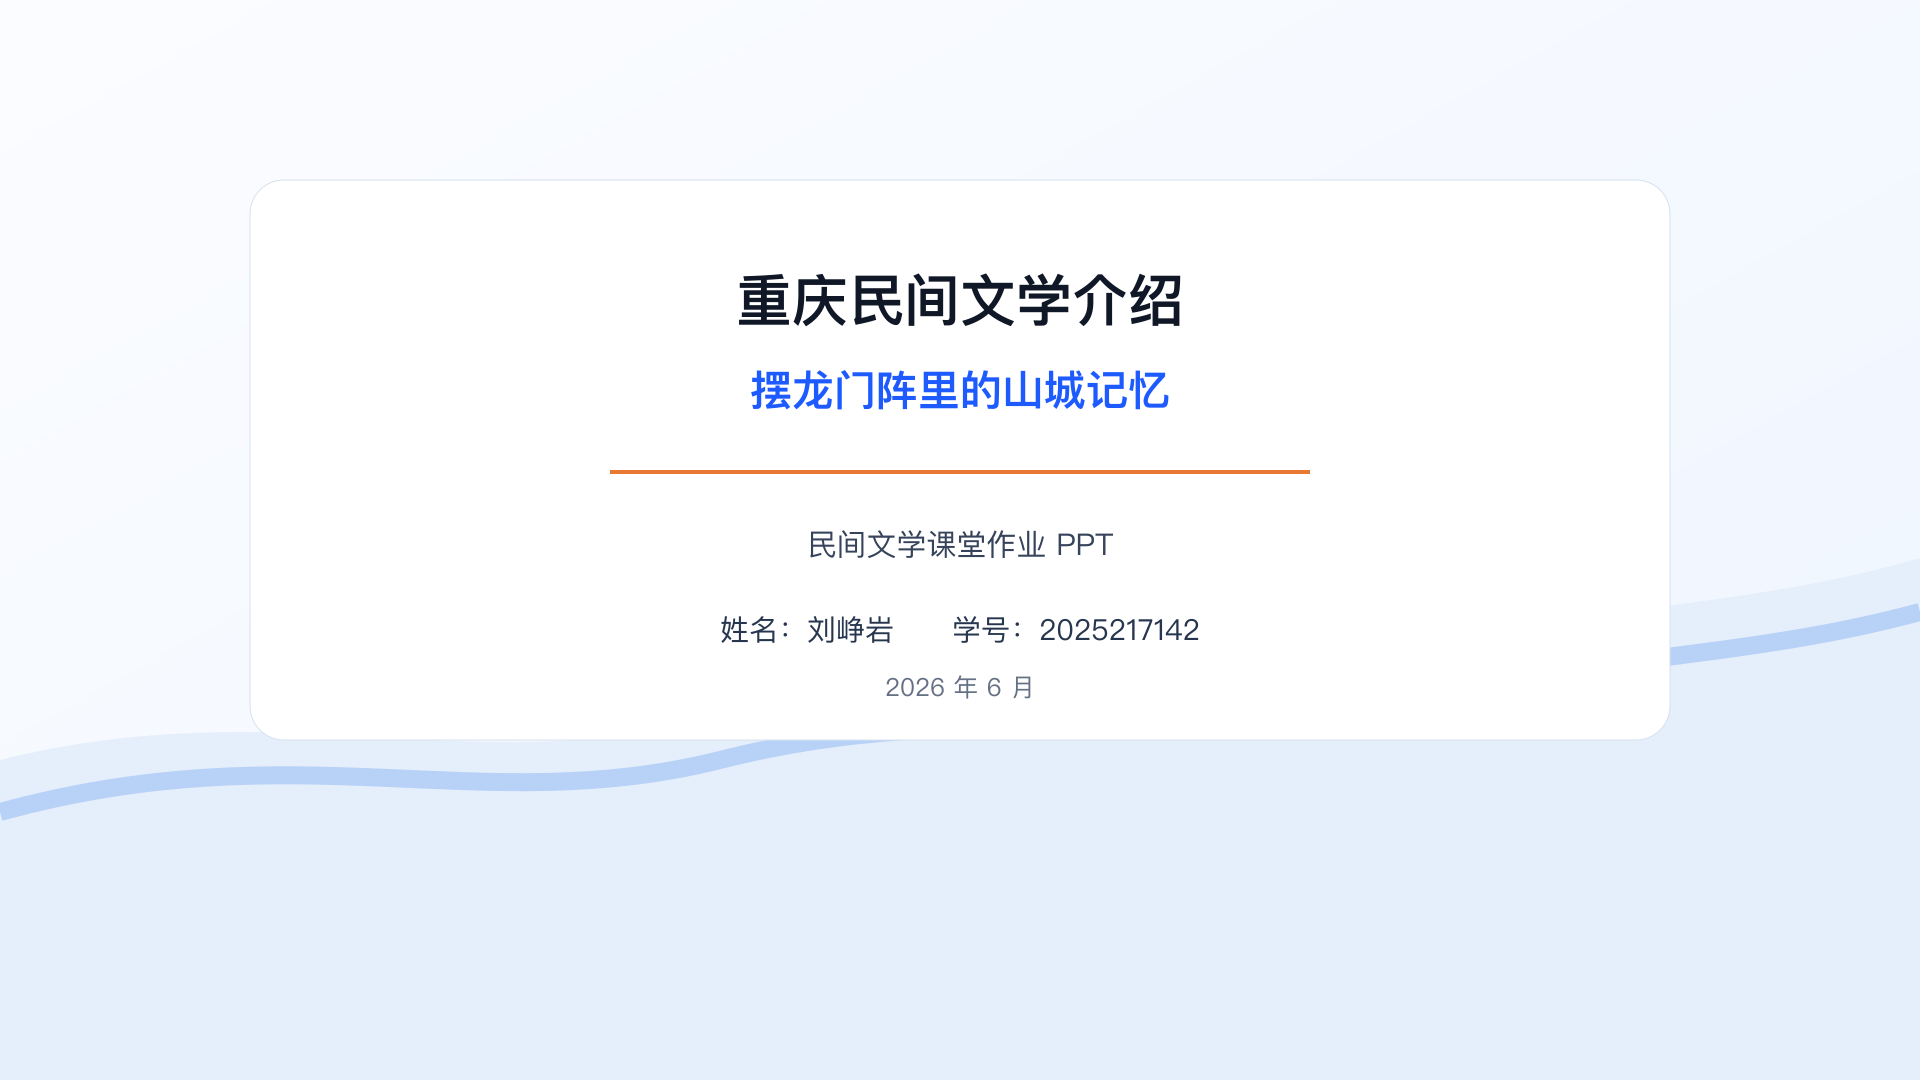 重庆民间文学介绍
摆龙门阵里的山城记忆
民间文学课堂作业 PPT
姓名：刘峥岩　　学号：2025217142
2026 年 6 月